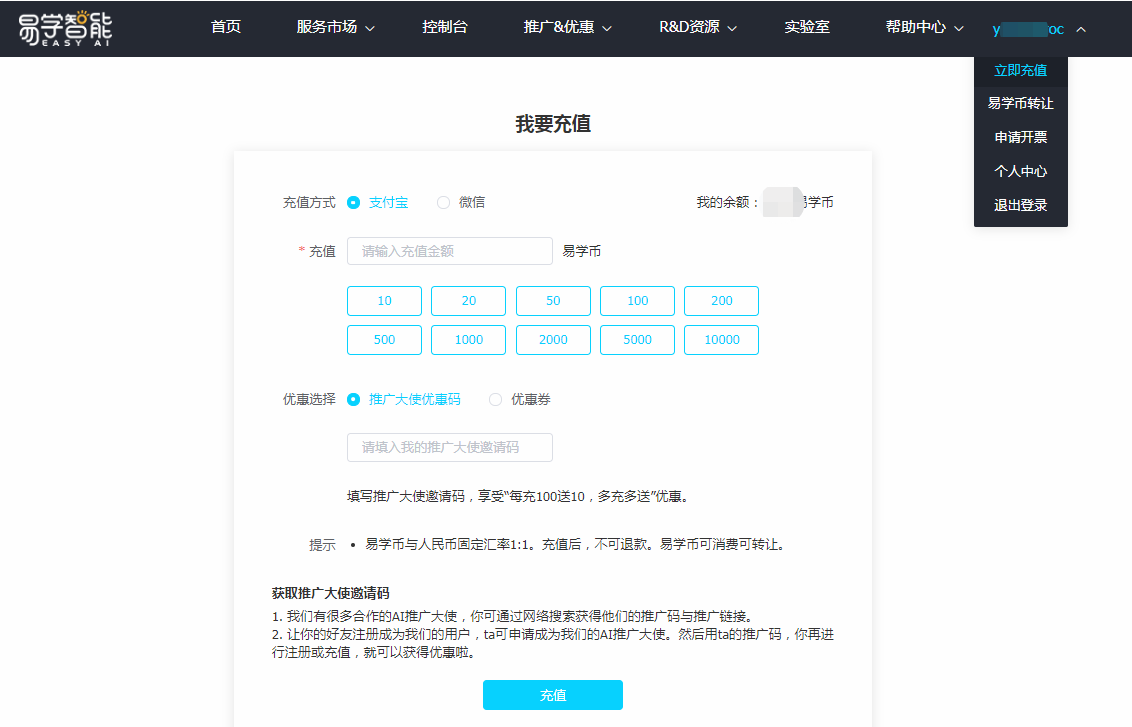 易学智能
EASY AI
首页 服务市场 控制台 推广&优惠 R&D资源 实验室 帮助中心 y oc
立即充值
易学币转让
申请开票
个人中心
退出登录
我要充值
充值方式 支付宝 微信 我的余额： 易学币
* 充值 请输入充值金额 易学币
10 20 50 100 200
500 1000 2000 5000 10000
优惠选择 推广大使优惠码 优惠券
请填入我的推广大使邀请码
填写推广大使邀请码，享受“每充100送10，多充多送”优惠。
提示 • 易学币与人民币固定汇率1:1。充值后，不可退款。易学币可消费可转让。
获取推广大使邀请码
1. 我们有很多合作的AI推广大使，你可通过网络搜索获得他们的推广码与推广链接。
2. 让你的好友注册成为我们的用户，ta可申请成为我们的AI推广大使。然后用ta的推广码，你再进
行注册或充值，就可以获得优惠啦。
充值